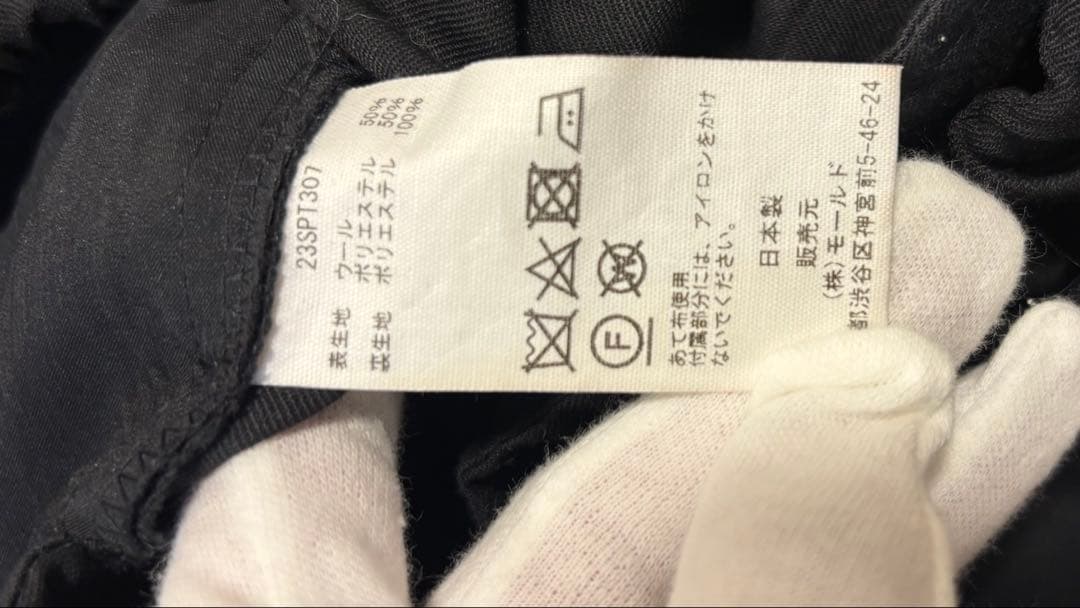 23SPT307
表生地 ウール 50%
ポリエステル 50%
裏生地 ポリエステル 100%
F
W
あて布使用
付属部分には、アイロンをかけ
ないでください。
日本製
販売元
(株)モールド
都渋谷区神宮前5-46-24